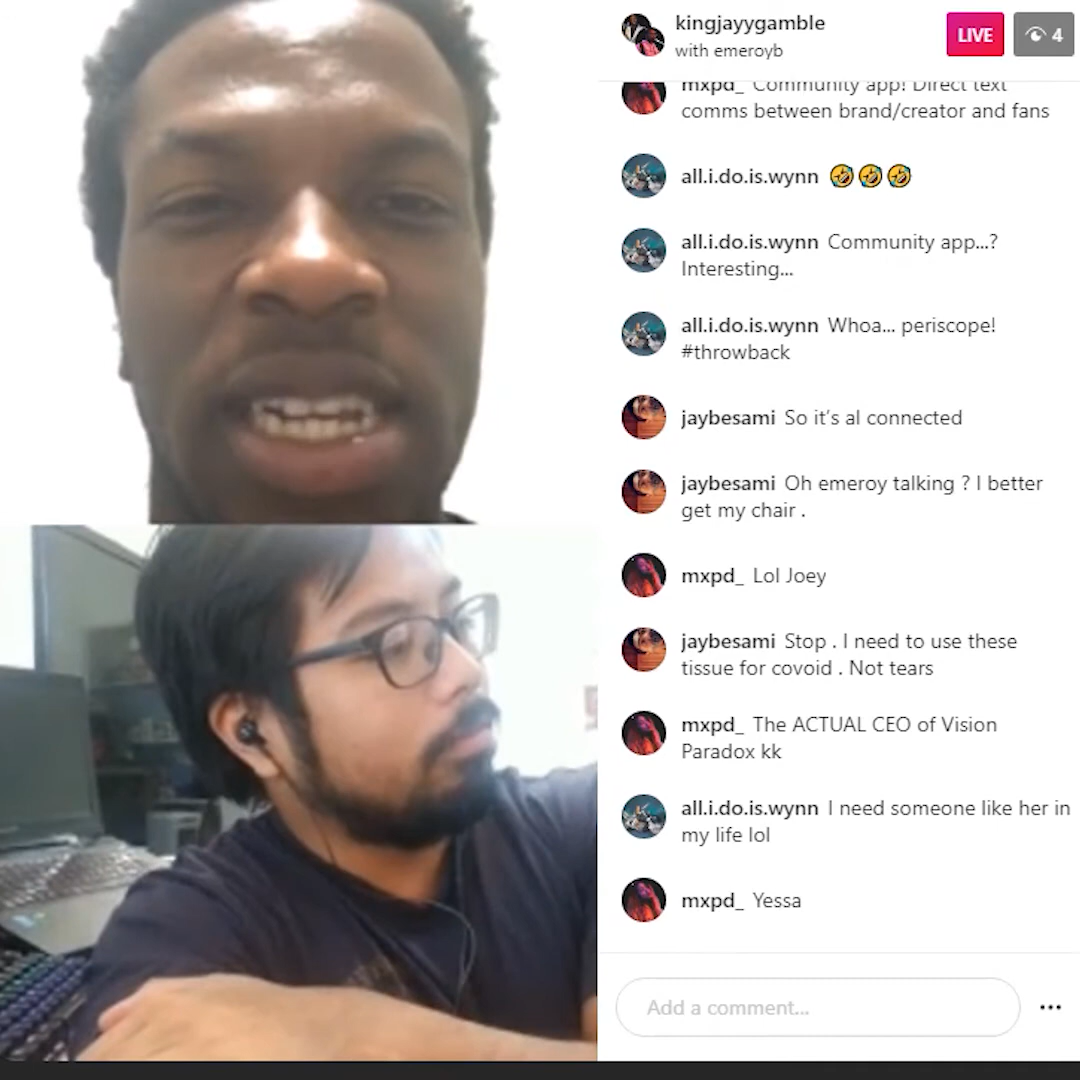 kingjayygamble
with emeroyb
LIVE
4
mxpd_ Community app! Direct text
comms between brand/creator and fans
all.i.do.is.wynn 🤣🤣🤣
all.i.do.is.wynn Community app...?
Interesting...
all.i.do.is.wynn Whoa... periscope!
#throwback
jaybesami So it’s al connected
jaybesami Oh emeroy talking ? I better
get my chair .
mxpd_ Lol Joey
jaybesami Stop . I need to use these
tissue for covoid . Not tears
mxpd_ The ACTUAL CEO of Vision
Paradox kk
all.i.do.is.wynn I need someone like her in
my life lol
mxpd_ Yessa
Add a comment...